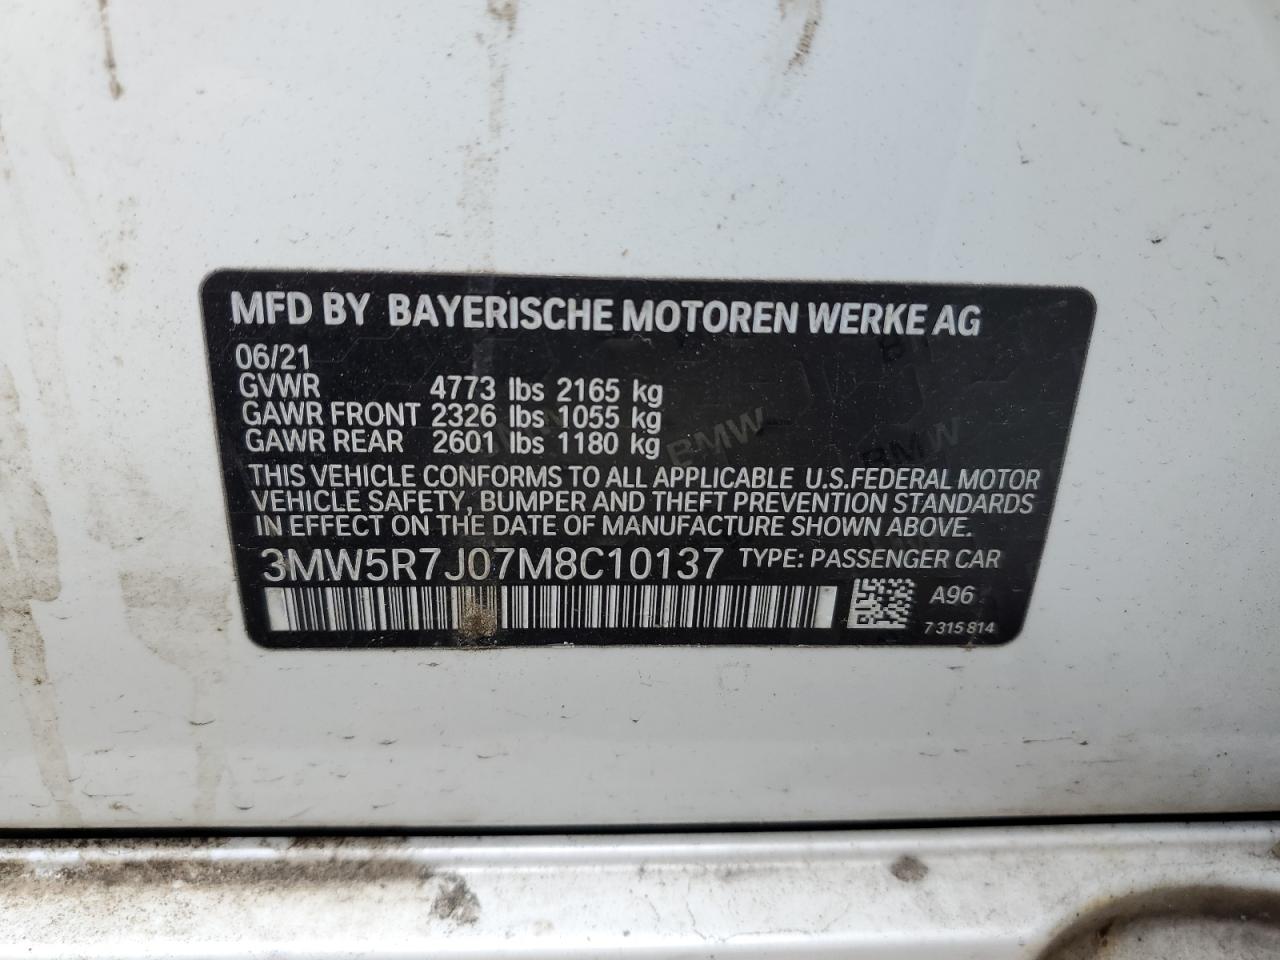 MFD BY BAYERISCHE MOTOREN WERKE AG
06/21
GVWR 4773 lbs 2165 kg
GAWR FRONT 2326 lbs 1055 kg
GAWR REAR 2601 lbs 1180 kg
THIS VEHICLE CONFORMS TO ALL APPLICABLE U.S.FEDERAL MOTOR
VEHICLE SAFETY, BUMPER AND THEFT PREVENTION STANDARDS
IN EFFECT ON THE DATE OF MANUFACTURE SHOWN ABOVE.
3MW5R7J07M8C10137 TYPE: PASSENGER CAR
A96
7 315 814
BMW
BMW